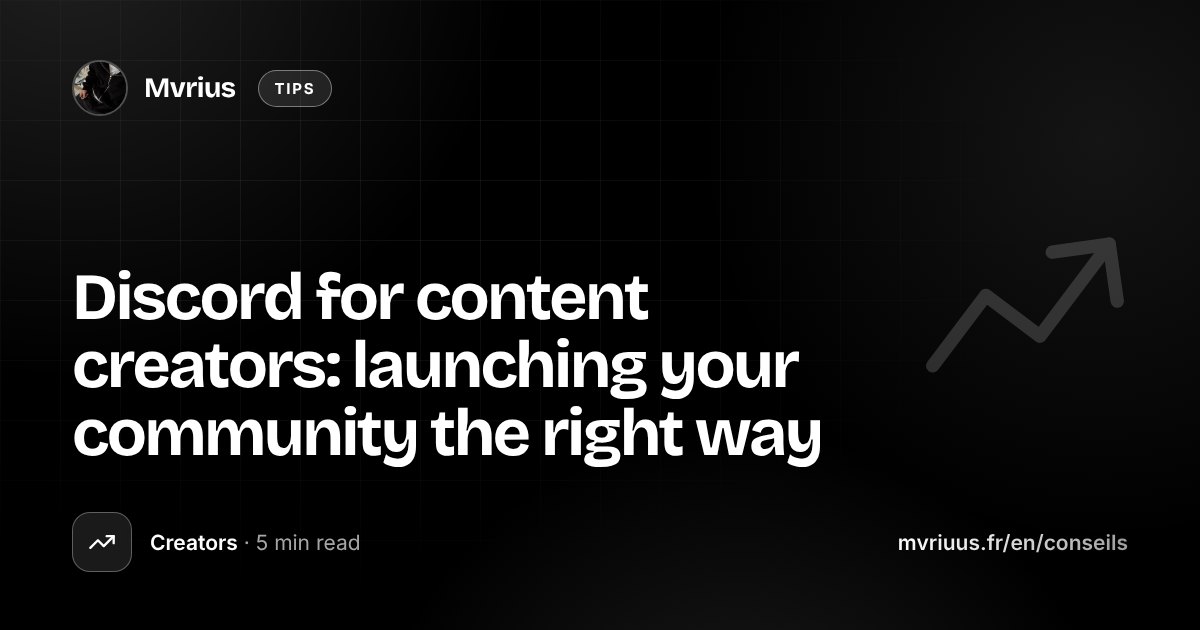 Mvrius TIPS
Discord for content
creators: launching your
community the right way
Creators · 5 min read
mvriuus.fr/en/conseils